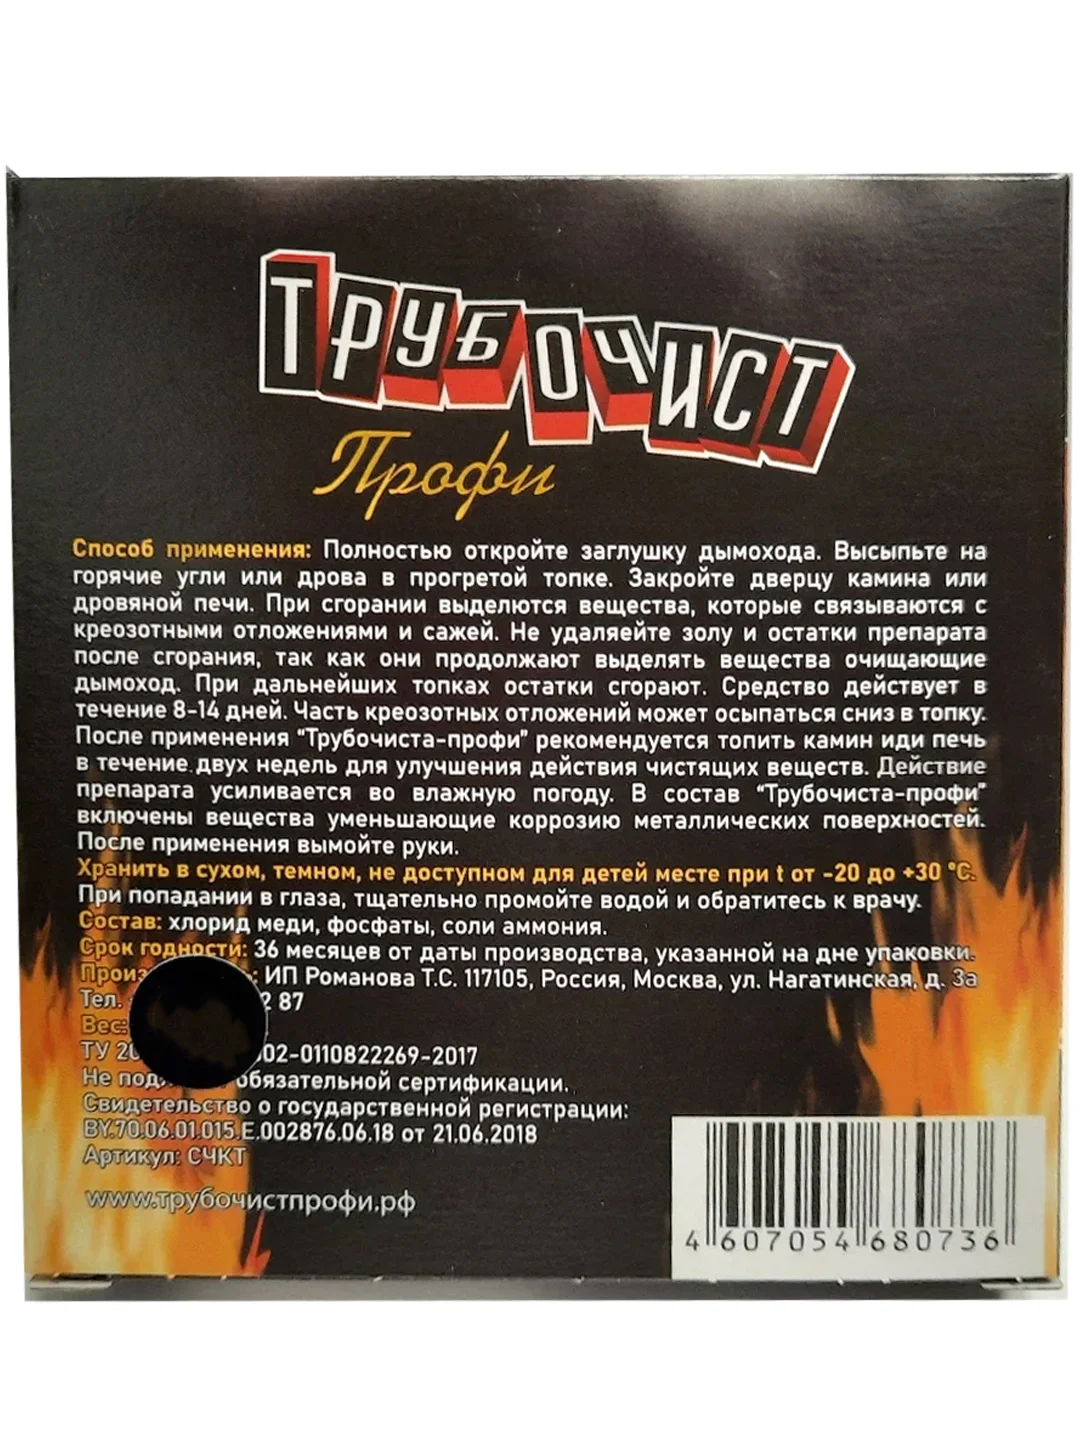 ТРУБОЧИСТ
Профи
Способ применения: Полностью откройте заглушку дымохода. Высыпьте на
горячие угли или дрова в прогретой топке. Закройте дверцу камина или
дровяной печи. При сгорании выделются вещества, которые связываются с
креозотными отложениями и сажей. Не удаляейте золу и остатки препарата
после сгорания, так как они продолжают выделять вещества очищающие
дымоход. При дальнейших топках остатки сгорают. Средство действует в
течение 8-14 дней. Часть креозотных отложений может осыпаться сниз в топку.
После применения “Трубочиста-профи” рекомендуется топить камин иди печь
в течение двух недель для улучшения действия чистящих веществ. Действие
препарата усиливается во влажную погоду. В состав “Трубочиста-профи”
включены вещества уменьшающие коррозию металлических поверхностей.
После применения вымойте руки.
Хранить в сухом, темном, не доступном для детей месте при t от -20 до +30 °С.
При попадании в глаза, тщательно промойте водой и обратитесь к врачу.
Состав: хлорид меди, фосфаты, соли аммония.
Срок годности: 36 месяцев от даты производства, указанной на дне упаковки.
ИП Романова Т.С. 117105, Россия, Москва, ул. Нагатинская, д. 3а
Тел. 2 87
Вес:
ТУ 20 02-0110822269-2017
Не обязательной сертификации.
Свидетельство о государственной регистрации:
BY.70.06.01.015.E.002876.06.18 от 21.06.2018
Артикул: СЧКТ
www.трубочистпрофи.рф
4 607054 680736